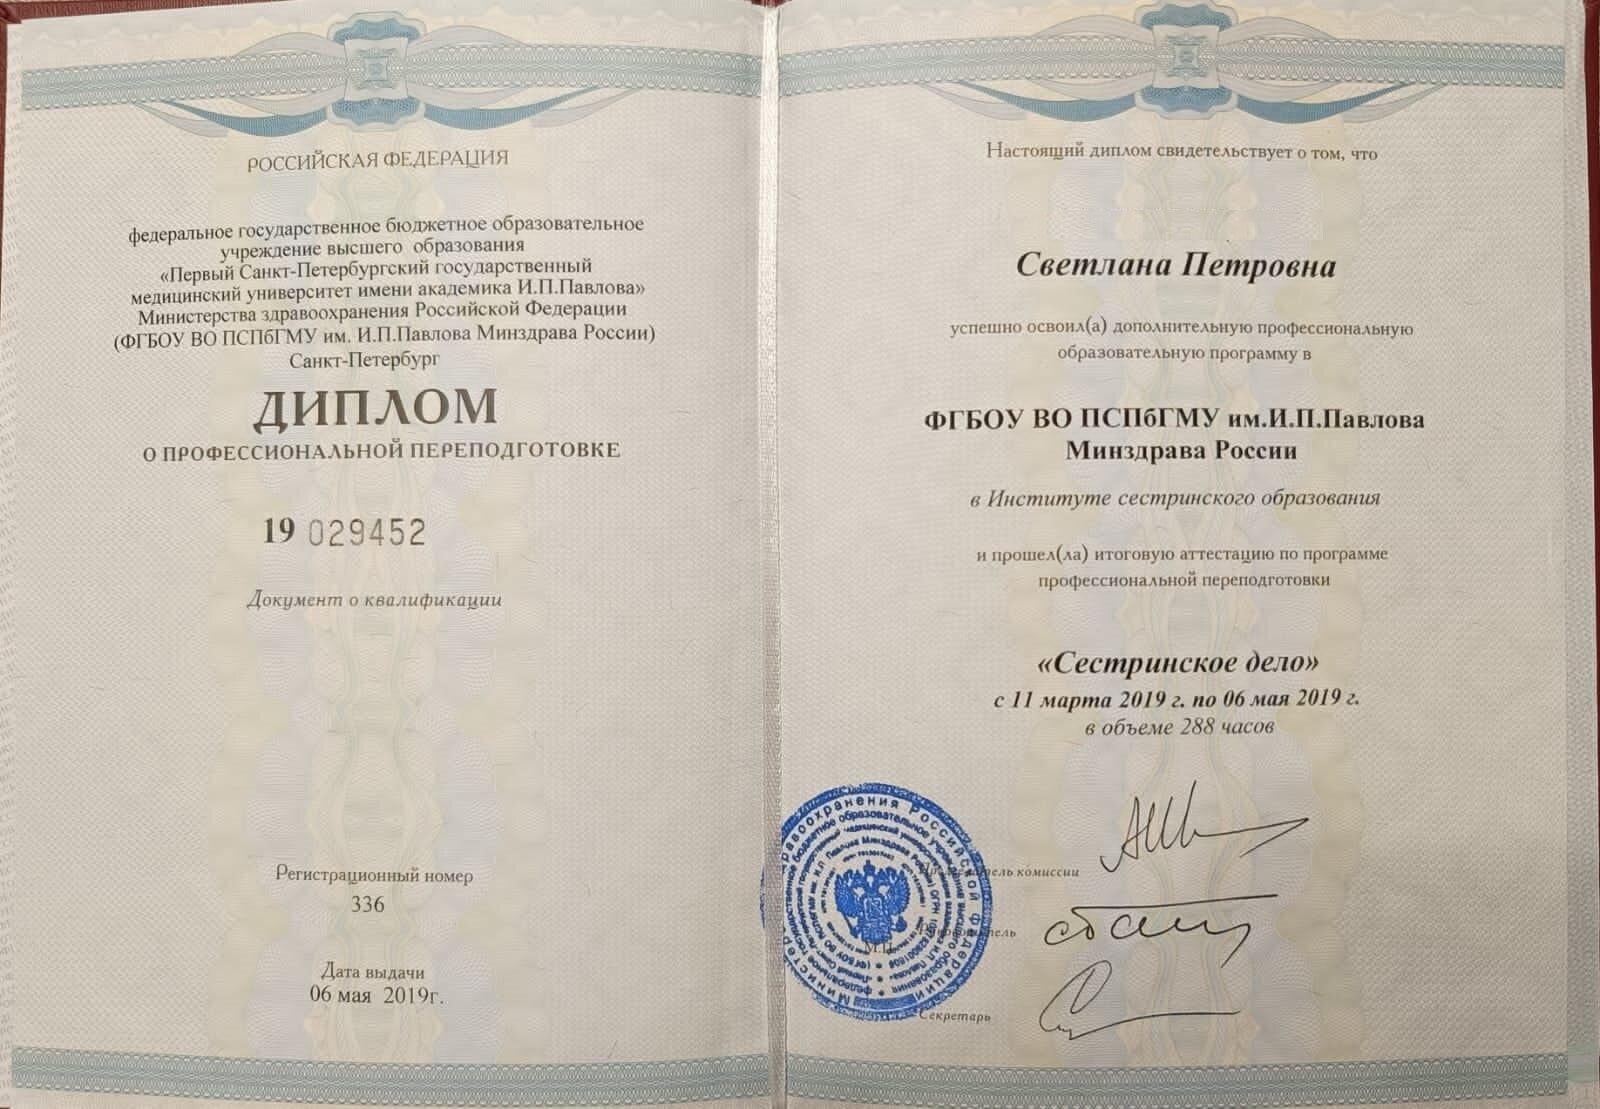 РОССИЙСКАЯ ФЕДЕРАЦИЯ
федеральное государственное бюджетное образовательное
учреждение высшего образования
«Первый Санкт-Петербургский государственный
медицинский университет имени академика И.П.Павлова»
Министерства здравоохранения Российской Федерации
(ФГБОУ ВО ПСПбГМУ им. И.П.Павлова Минздрава России)
Санкт-Петербург
ДИПЛОМ
О ПРОФЕССИОНАЛЬНОЙ ПЕРЕПОДГОТОВКЕ
19 029452
Документ о квалификации
Регистрационный номер
336
Дата выдачи
06 мая 2019г.
Настоящий диплом свидетельствует о том, что
Светлана Петровна
успешно освоил(а) дополнительную профессиональную
образовательную программу в
ФГБОУ ВО ПСПбГМУ им.И.П.Павлова
Минздрава России
в Институте сестринского образования
и прошел(ла) итоговую аттестацию по программе
профессиональной переподготовки
«Сестринское дело»
с 11 марта 2019 г. по 06 мая 2019 г.
в объеме 288 часов
Председатель комиссии
Руководитель
М.П.
Секретарь